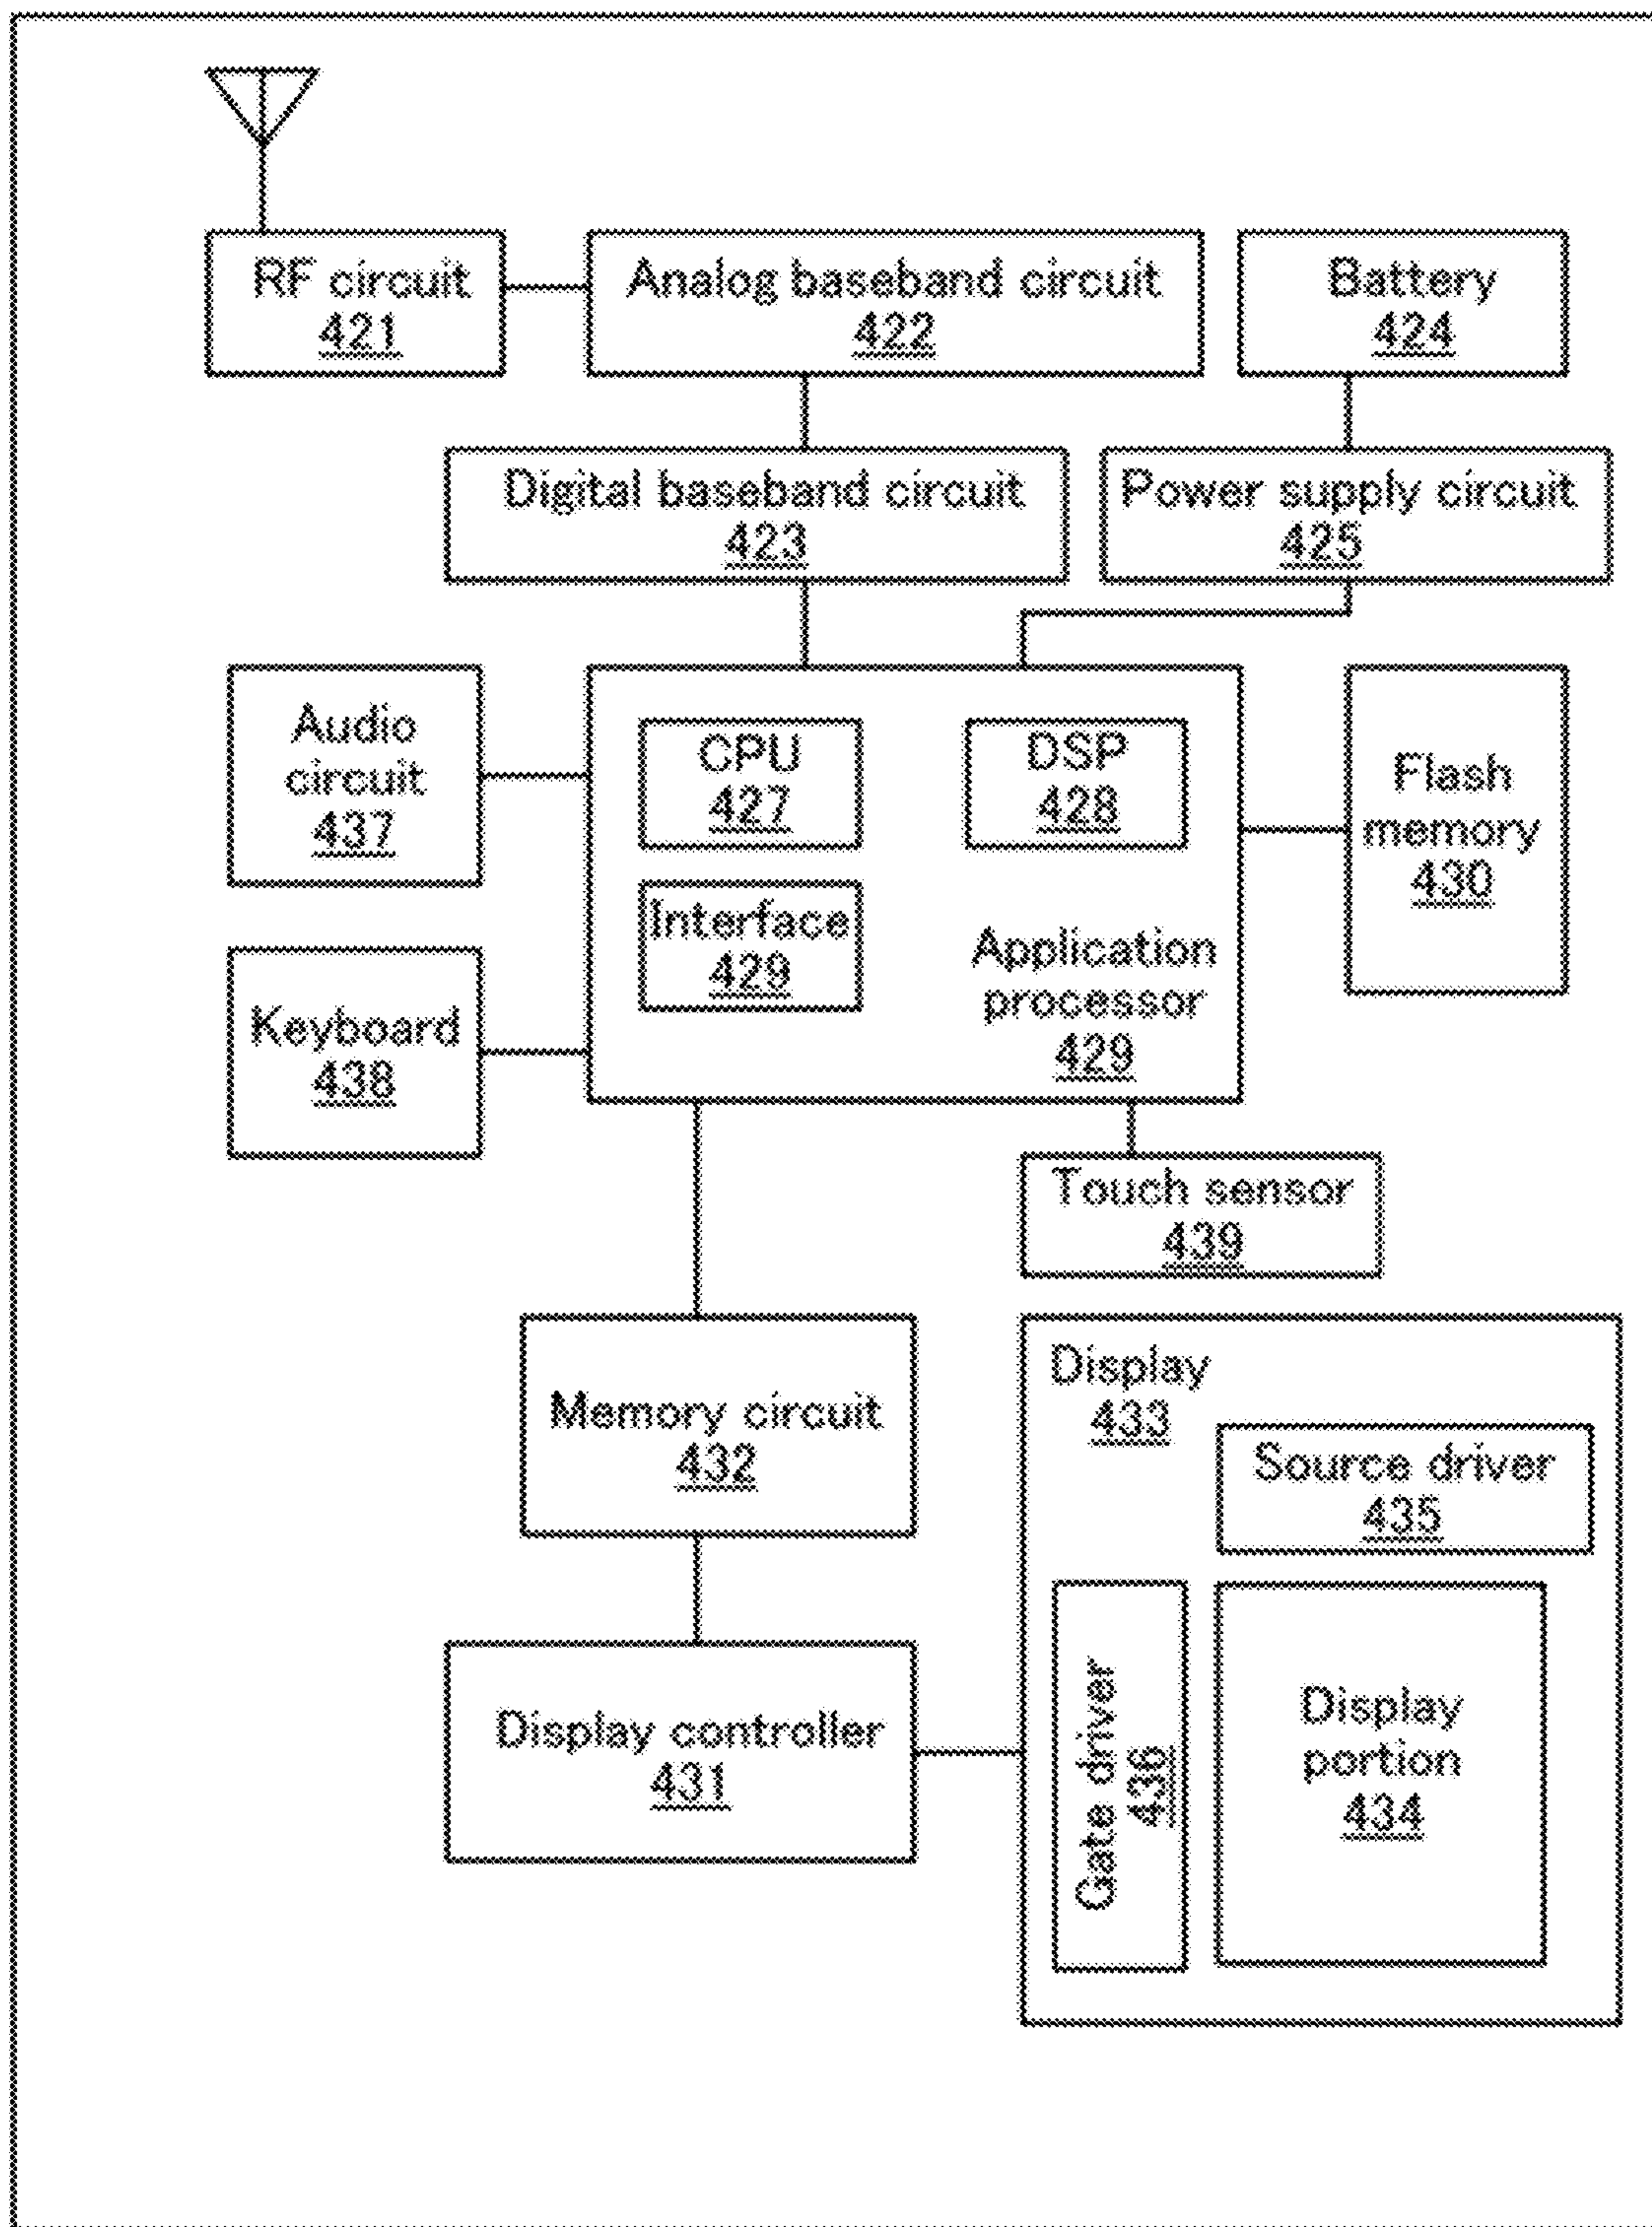 RF circuit
421
Analog baseband circuit
422
Battery
424
Digital baseband circuit
423
Power supply circuit
425
Audio
circuit
437
CPU
427
DSP
428
Flash
memory
430
Interface
429
Application
processor
429
Keyboard
438
Touch sensor
439
Memory circuit
432
Display
433
Source driver
435
Display controller
431
Gate driver
436
Display
portion
434